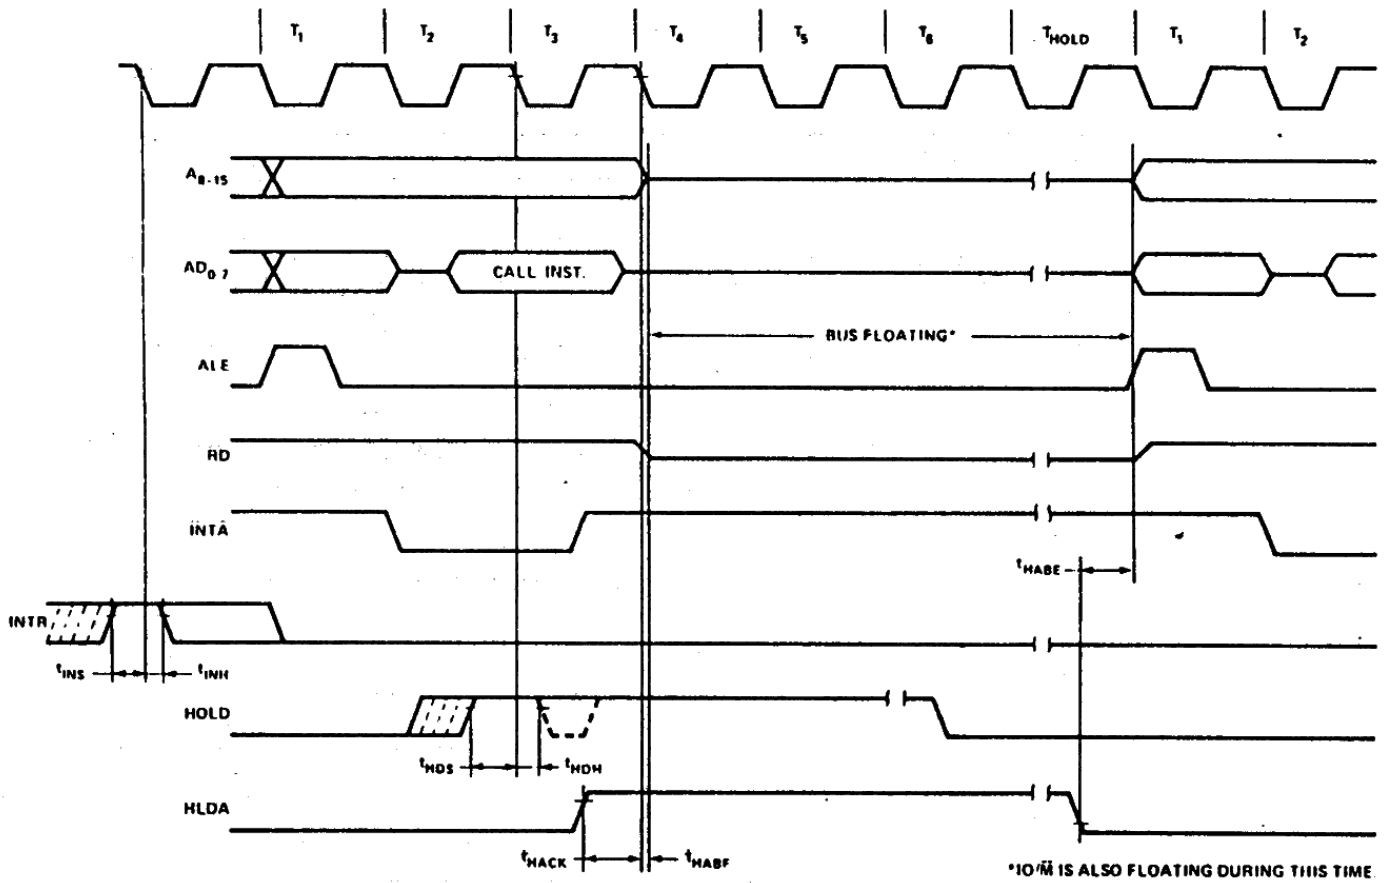 T1 T2 T3 T4 T5 T6 THOLD T1 T2
A8-15
AD0-7
CALL INST.
BUS FLOATING*
ALE
RD
INTA
tHABE
INTR
tINS
tINH
HOLD
tHDS
tHDH
HLDA
tHACK
tHABF
*IO/M̅ IS ALSO FLOATING DURING THIS TIME